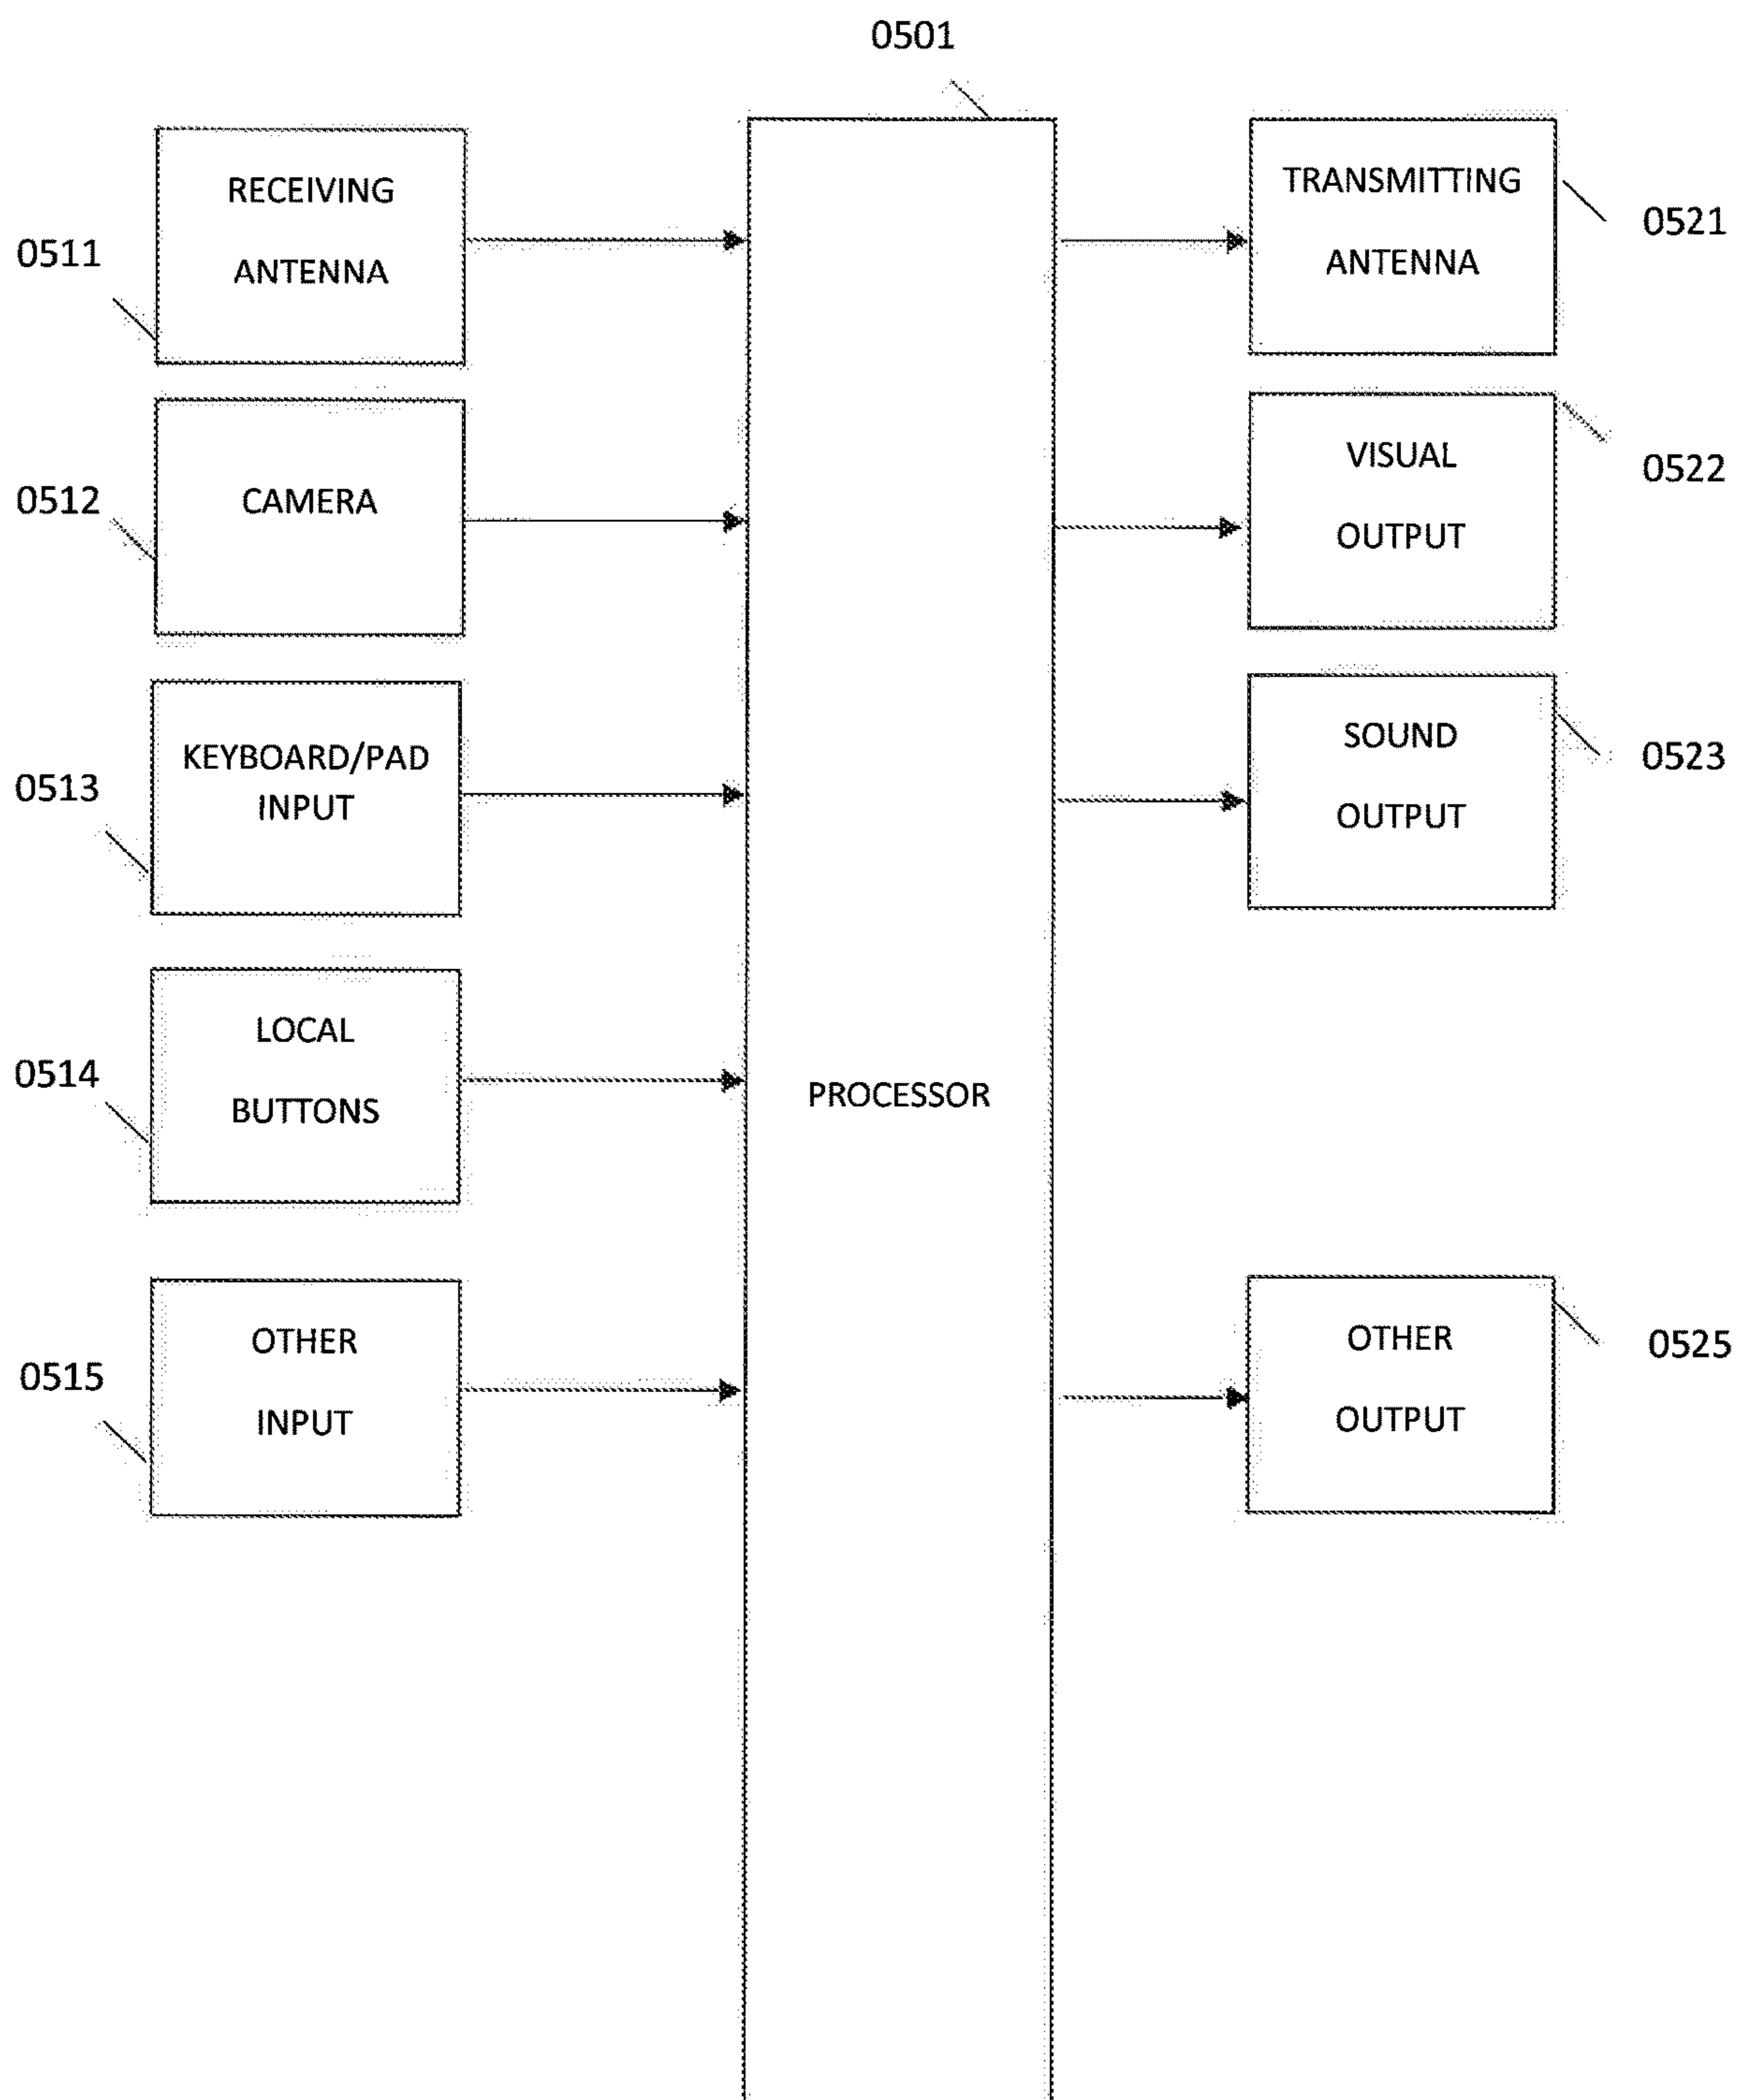 0501
RECEIVING
ANTENNA
0511
CAMERA
0512
KEYBOARD/PAD
INPUT
0513
LOCAL
BUTTONS
0514
OTHER
INPUT
0515
PROCESSOR
TRANSMITTING
ANTENNA
0521
VISUAL
OUTPUT
0522
SOUND
OUTPUT
0523
OTHER
OUTPUT
0525